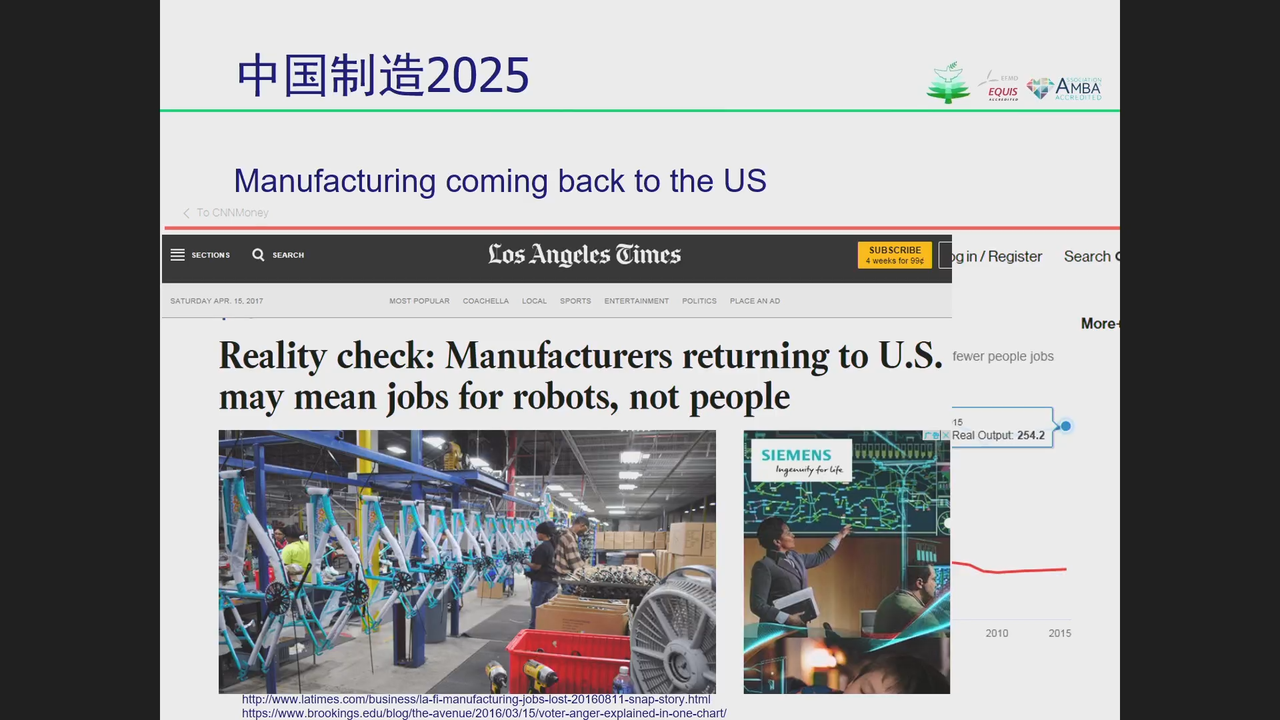 中国制造2025
EFMD
EQUIS
ACCREDITED
ASSOCIATION
AMBA
ACCREDITED
Manufacturing coming back to the US
To CNNMoney
SECTIONS
SEARCH
Los Angeles Times
SUBSCRIBE
4 weeks for 99¢
og in / Register
Search
SATURDAY APR. 15, 2017
MOST POPULAR
COACHELLA
LOCAL
SPORTS
ENTERTAINMENT
POLITICS
PLACE AN AD
More+
Reality check: Manufacturers returning to U.S.
may mean jobs for robots, not people
fewer people jobs
15
Real Output: 254.2
SIEMENS
Ingenuity for life
2010
2015
http://www.latimes.com/business/la-fi-manufacturing-jobs-lost-20160811-snap-story.html
https://www.brookings.edu/blog/the-avenue/2016/03/15/voter-anger-explained-in-one-chart/